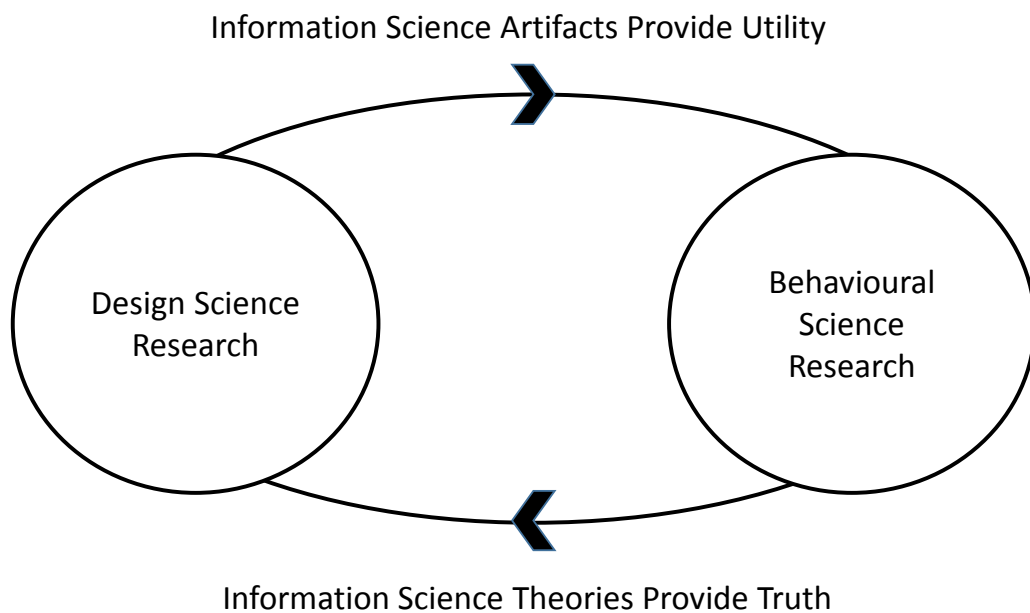 Information Science Artifacts Provide Utility
Design Science
Research
Behavioural
Science
Research
Information Science Theories Provide Truth